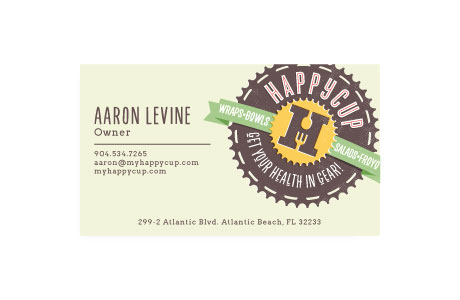 AARON LEVINE
Owner
904.534.7265
aaron@myhappycup.com
myhappycup.com
HAPPYCUP
WRAPS-BOWLS
H
SALADS-FROYO
GET YOUR HEALTH IN GEAR!
299-2 Atlantic Blvd. Atlantic Beach, FL 32233